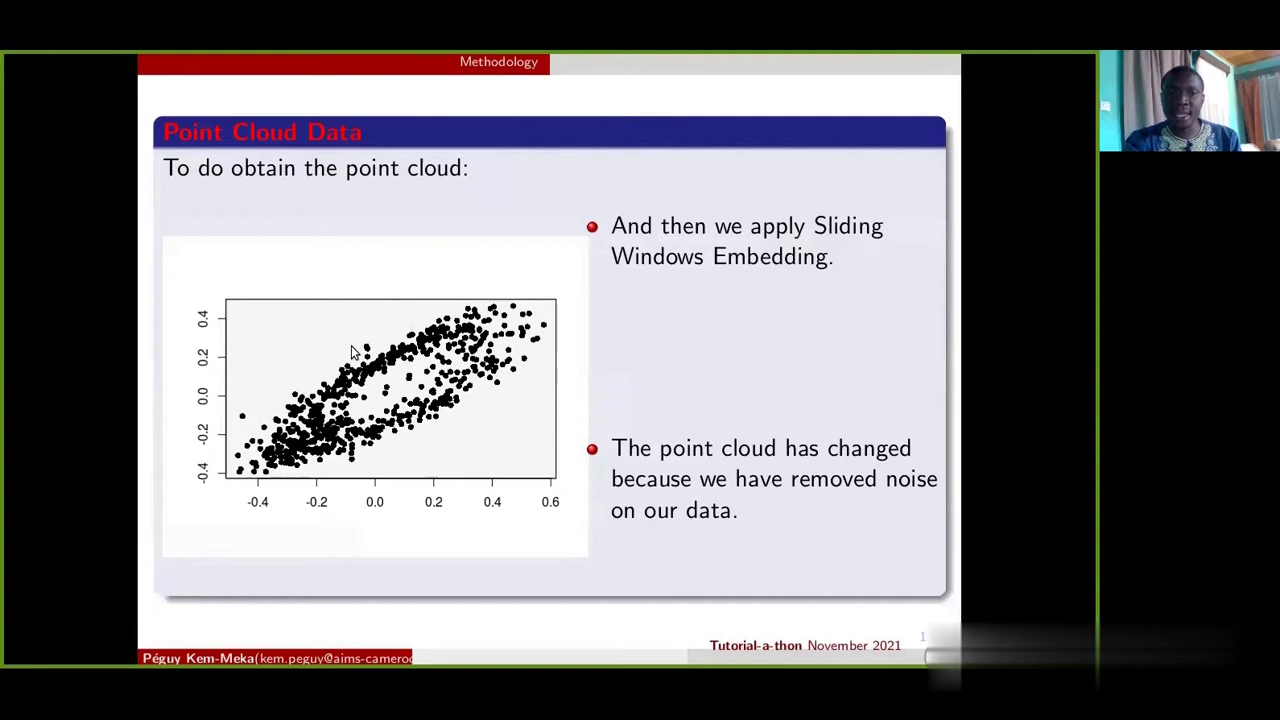 Methodology
Point Cloud Data
To do obtain the point cloud:
And then we apply Sliding
Windows Embedding.
0.4
0.2
0.0
-0.2
-0.4
-0.4 -0.2 0.0 0.2 0.4 0.6
The point cloud has changed
because we have removed noise
on our data.
1
Tutorial-a-thon November 2021
Péguy Kem-Meka(kem.peguy@aims-cameroo